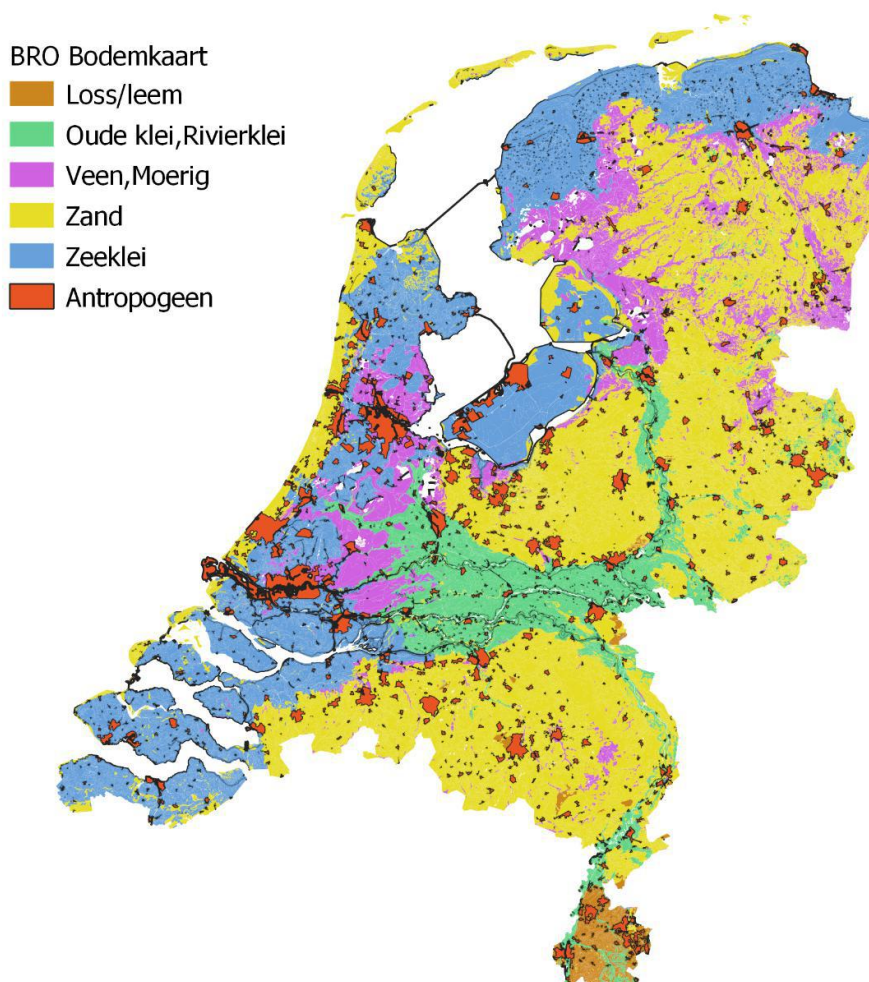 BRO Bodemkaart
Loss/leem
Oude klei,Rivierklei
Veen,Moerig
Zand
Zeeklei
Antropogeen